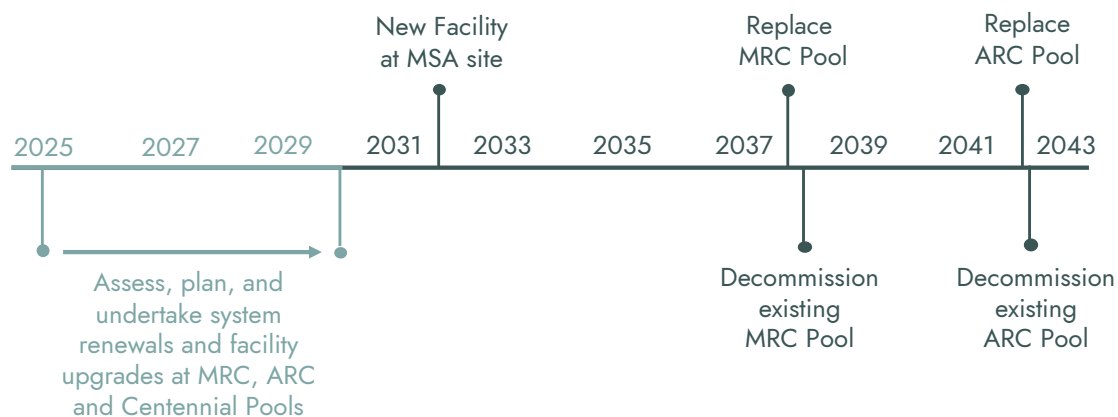 New Facility
at MSA site
Replace
MRC Pool
Replace
ARC Pool
2025 2027 2029 2031 2033 2035 2037 2039 2041 2043
Assess, plan, and
undertake system
renewals and facility
upgrades at MRC, ARC
and Centennial Pools
Decommission
existing
MRC Pool
Decommission
existing
ARC Pool